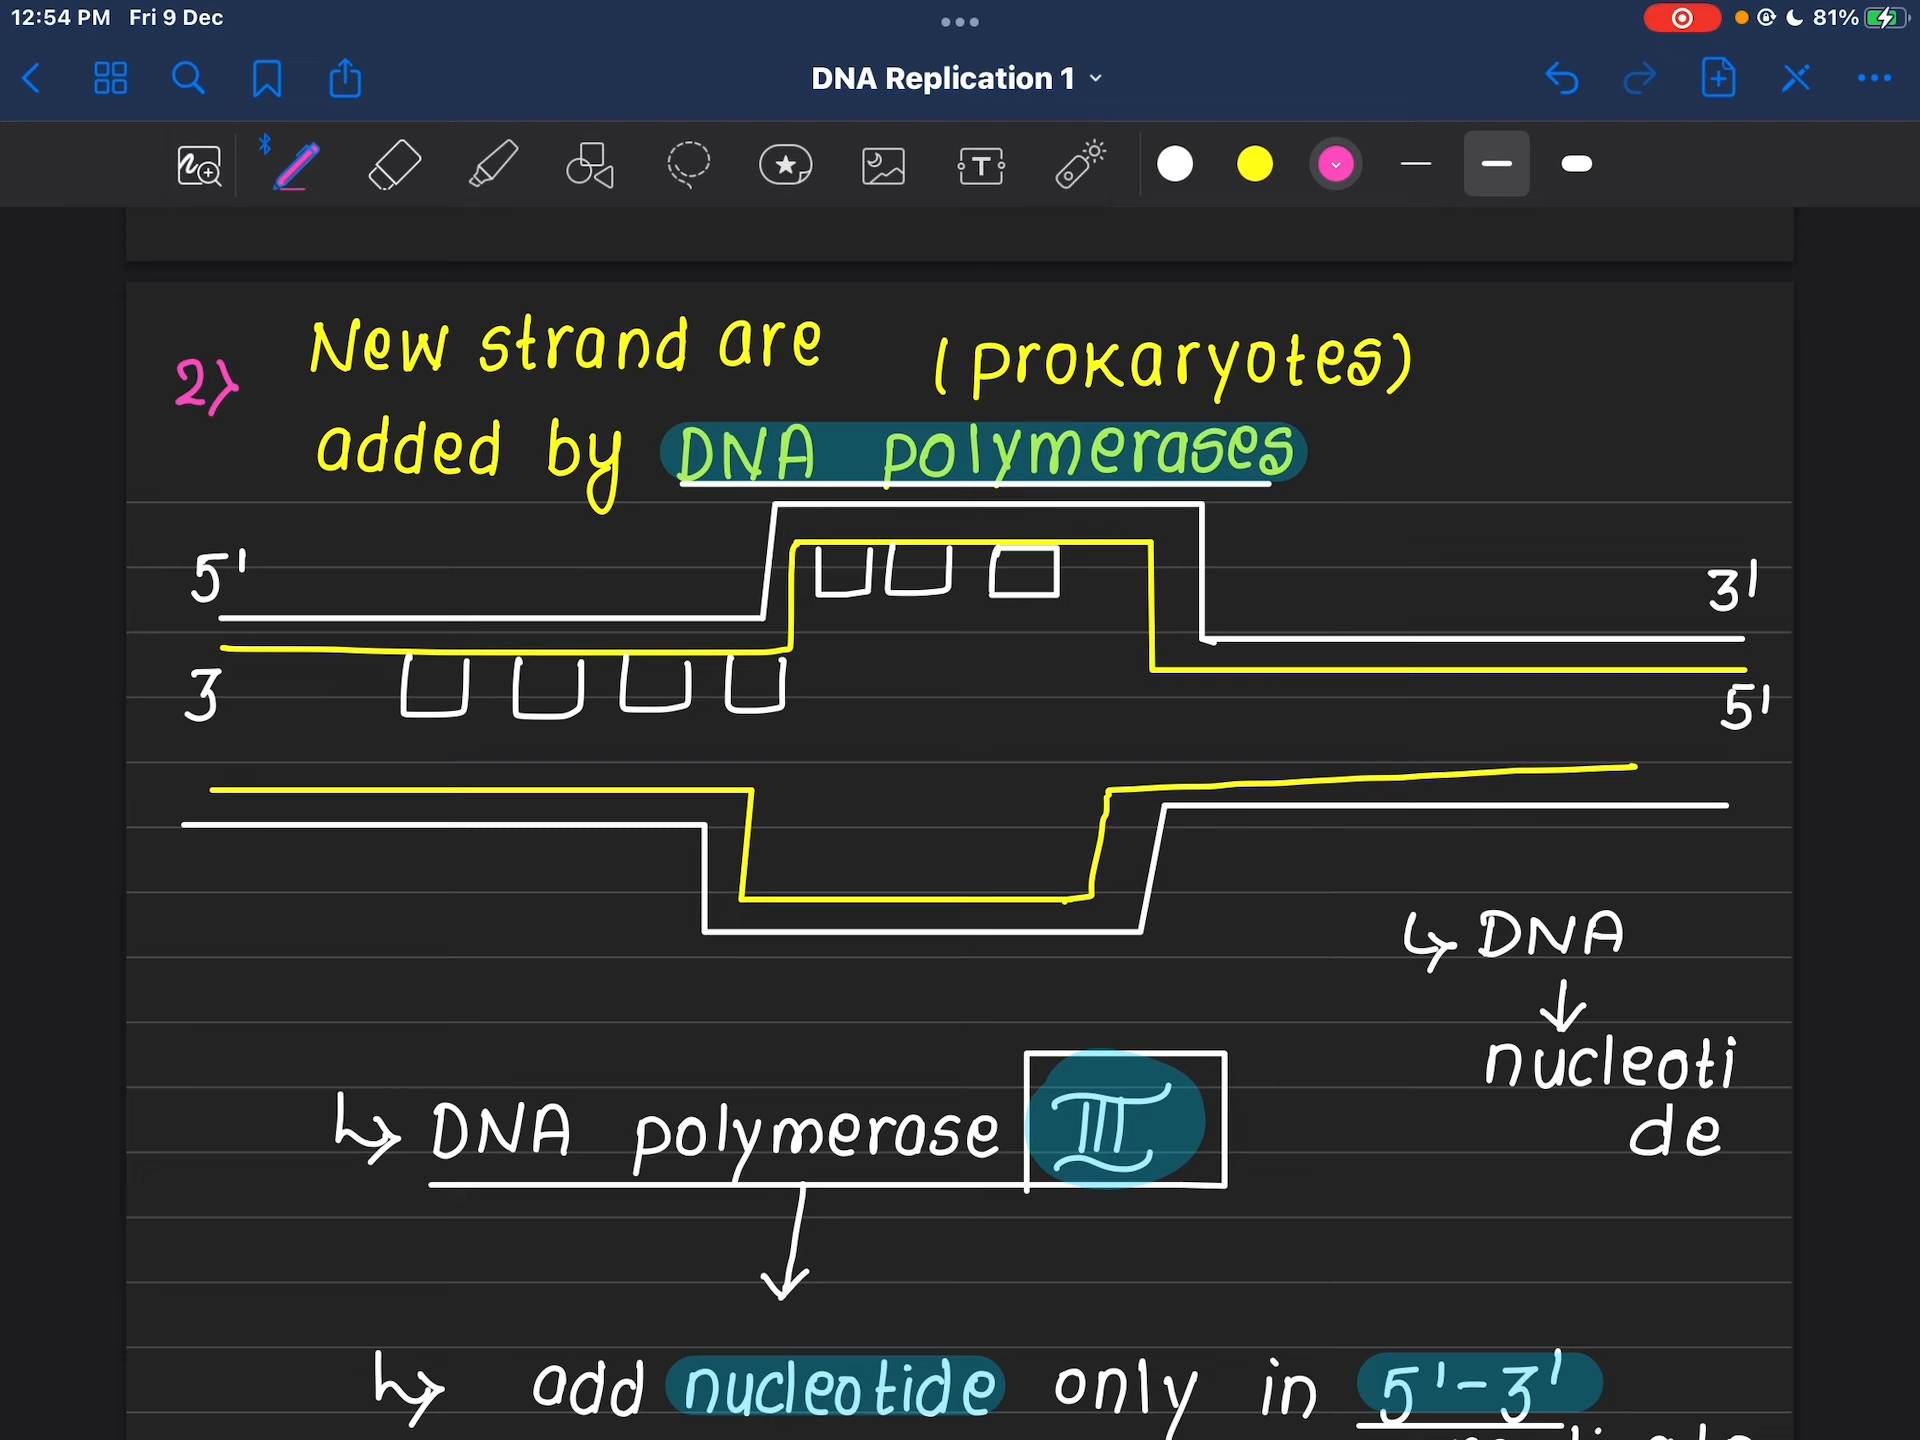 12:54 PM Fri 9 Dec
81%
DNA Replication 1
T
2) New strand are (prokaryotes)
added by DNA polymerases
5' 3'
3 5'
↳ DNA
↓
nucleoti
de
↳ DNA polymerase III
↓
↳ add nucleotide only in 5'-3'